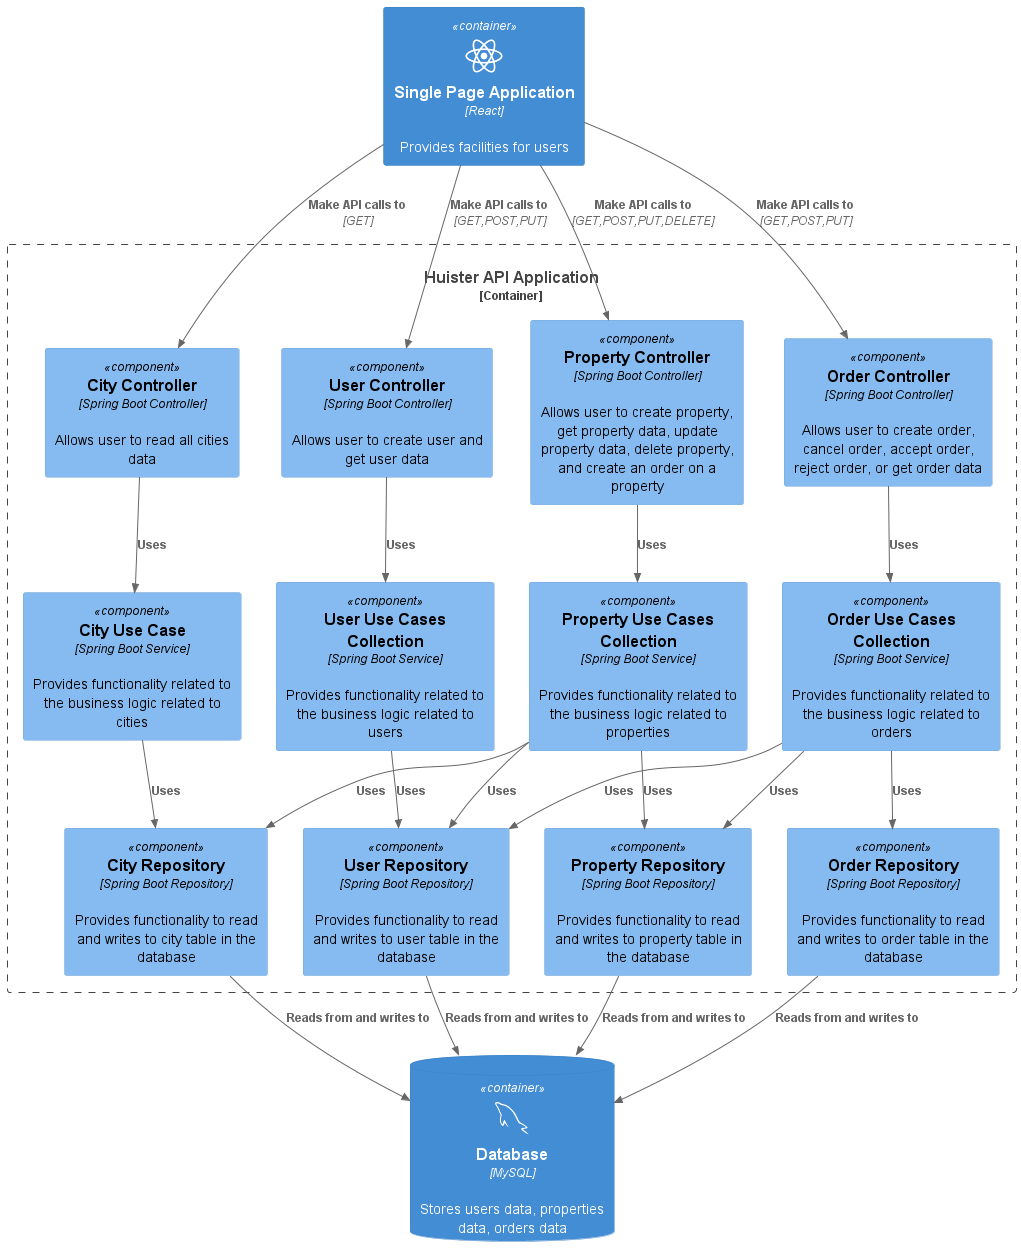 «container»
Single Page Application
[React]
Provides facilities for users
Make API calls to
[GET]
Make API calls to
[GET,POST,PUT]
Make API calls to
[GET,POST,PUT,DELETE]
Make API calls to
[GET,POST,PUT]
Huister API Application
[Container]
«component»
City Controller
[Spring Boot Controller]
Allows user to read all cities
data
«component»
User Controller
[Spring Boot Controller]
Allows user to create user and
get user data
«component»
Property Controller
[Spring Boot Controller]
Allows user to create property,
get property data, update
property data, delete property,
and create an order on a
property
«component»
Order Controller
[Spring Boot Controller]
Allows user to create order,
cancel order, accept order,
reject order, or get order data
Uses
Uses
Uses
Uses
«component»
City Use Case
[Spring Boot Service]
Provides functionality related to
the business logic related to
cities
«component»
User Use Cases
Collection
[Spring Boot Service]
Provides functionality related to
the business logic related to
users
«component»
Property Use Cases
Collection
[Spring Boot Service]
Provides functionality related to
the business logic related to
properties
«component»
Order Use Cases
Collection
[Spring Boot Service]
Provides functionality related to
the business logic related to
orders
Uses
Uses
Uses
Uses
Uses
Uses
Uses
Uses
«component»
City Repository
[Spring Boot Repository]
Provides functionality to read
and writes to city table in the
database
«component»
User Repository
[Spring Boot Repository]
Provides functionality to read
and writes to user table in the
database
«component»
Property Repository
[Spring Boot Repository]
Provides functionality to read
and writes to property table in
the database
«component»
Order Repository
[Spring Boot Repository]
Provides functionality to read
and writes to order table in the
database
Reads from and writes to
Reads from and writes to
Reads from and writes to
Reads from and writes to
«container»
Database
[MySQL]
Stores users data, properties
data, orders data